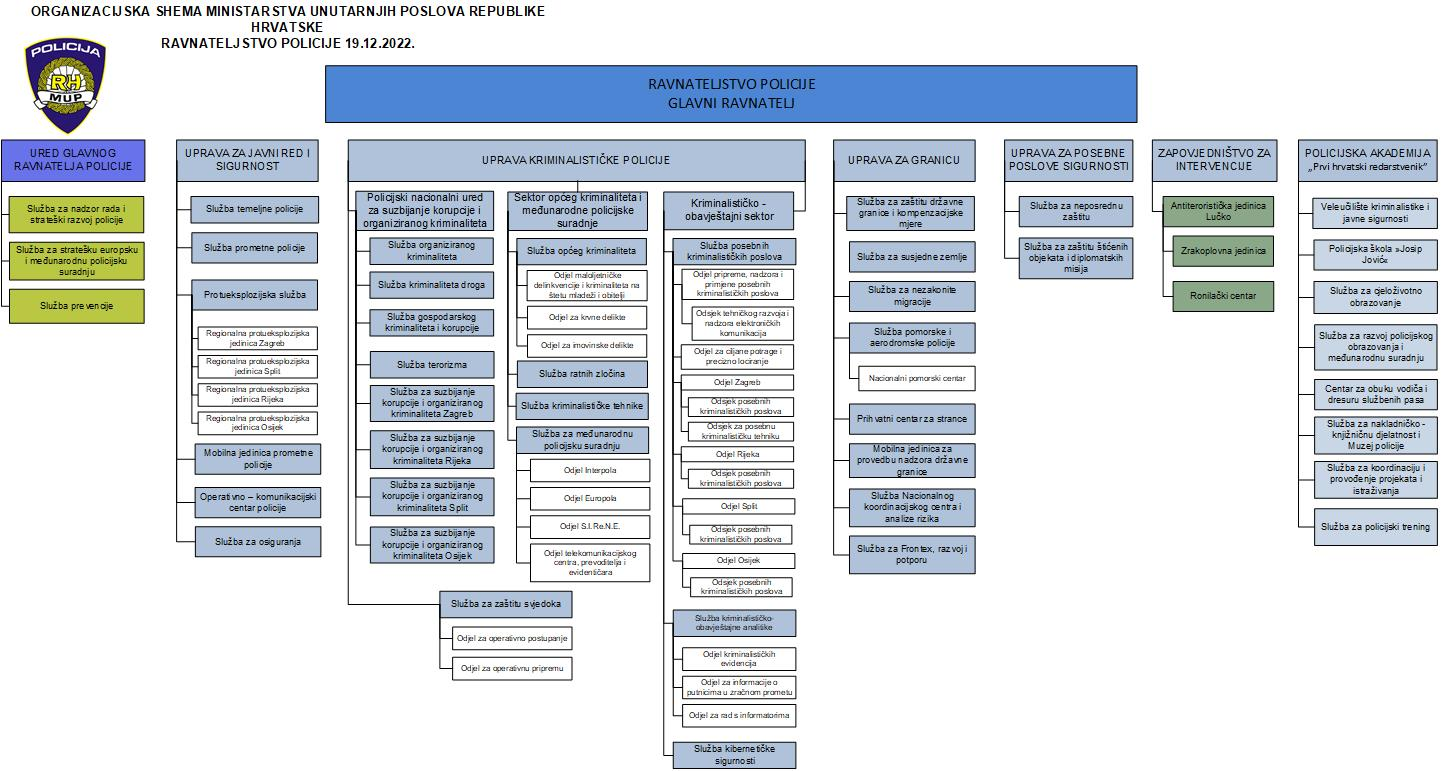 ORGANIZACIJSKA SHEMA MINISTARSTVA UNUTARNJIH POSLOVA REPUBLIKE
HRVATSKE
RAVNATELJSTVO POLICIJE 19.12.2022.
POLICIJA
RH
MUP
RAVNATELJSTVO POLICIJE
GLAVNI RAVNATELJ
URED GLAVNOG
RAVNATELJA POLICIJE
Služba za nadzor rada i
strateški razvoj policije
Služba za stratešku europsku
i međunarodnu policijsku
suradnju
Služba prevencije
UPRAVA ZA JAVNI RED I
SIGURNOST
Služba temeljne policije
Služba prometne policije
Protueksplozijska služba
Regionalna protueksplozijska
jedinica Zagreb
Regionalna protueksplozijska
jedinica Split
Regionalna protueksplozijska
jedinica Rijeka
Regionalna protueksplozijska
jedinica Osijek
Mobilna jedinica prometne
policije
Operativno – komunikacijski
centar policije
Služba za osiguranja
UPRAVA KRIMINALISTIČKE POLICIJE
Policijski nacionalni ured
za suzbijanje korupcije i
organiziranog kriminaliteta
Služba organiziranog
kriminaliteta
Služba kriminaliteta droga
Služba gospodarskog
kriminaliteta i korupcije
Služba terorizma
Služba za suzbijanje
korupcije i organiziranog
kriminaliteta Zagreb
Služba za suzbijanje
korupcije i organiziranog
kriminaliteta Rijeka
Služba za suzbijanje
korupcije i organiziranog
kriminaliteta Split
Služba za suzbijanje
korupcije i organiziranog
kriminaliteta Osijek
Služba za zaštitu svjedoka
Odjel za operativno postupanje
Odjel za operativnu pripremu
Sektor općeg kriminaliteta i
međunarodne policijske
suradnje
Služba općeg kriminaliteta
Odjel maloljetničke
delinkvencije i kriminaliteta na
štetu mladeži i obitelji
Odjel za krvne delikte
Odjel za imovinske delikte
Služba ratnih zločina
Služba kriminalističke tehnike
Služba za međunarodnu
policijsku suradnju
Odjel Interpola
Odjel Europola
Odjel S.I.Re.N.E.
Odjel telekomunikacijskog
centra, prevoditelja i
evidentičara
Kriminalističko -
obavještajni sektor
Služba posebnih
kriminalističkih poslova
Odjel pripreme, nadzora i
primjene posebnih
kriminalističkih poslova
Odsjek tehničkog razvoja i
nadzora elektroničkih
komunikacija
Odjel za ciljane potrage i
precizno lociranje
Odjel Zagreb
Odsjek posebnih
kriminalističkih poslova
Odsjek za posebnu
kriminalističku tehniku
Odjel Rijeka
Odsjek posebnih
kriminalističkih poslova
Odjel Split
Odsjek posebnih
kriminalističkih poslova
Odjel Osijek
Odsjek posebnih
kriminalističkih poslova
Služba kriminalističko-
obavještajne analitike
Odjel kriminalističkih
evidencija
Odjel za informacije o
putnicima u zračnom prometu
Odjel za rad s informatorima
Služba kibernetičke
sigurnosti
UPRAVA ZA GRANICU
Služba za zaštitu državne
granice i kompenzacijske
mjere
Služba za susjedne zemlje
Služba za nezakonite
migracije
Služba pomorske i
aerodromske policije
Nacionalni pomorski centar
Prihvatni centar za strance
Mobilna jedinica za
provedbu nadzora državne
granice
Služba Nacionalnog
koordinacijskog centra i
analize rizika
Služba za Frontex, razvoj i
potporu
UPRAVA ZA POSEBNE
POSLOVE SIGURNOSTI
Služba za neposrednu
zaštitu
Služba za zaštitu štićenih
objekata i diplomatskih
misija
ZAPOVJEDNIŠTVO ZA
INTERVENCIJE
Antiteroristička jedinica
Lučko
Zrakoplovna jedinica
Ronilački centar
POLICIJSKA AKADEMIJA
„Prvi hrvatski redarstvenik”
Veleučilište kriminalistike i
javne sigurnosti
Policijska škola »Josip
Jović«
Služba za cjeloživotno
obrazovanje
Služba za razvoj policijskog
obrazovanja i
međunarodnu suradnju
Centar za obuku vodiča i
dresuru službenih pasa
Služba za nakladničko -
knjižničnu djelatnost i
Muzej policije
Služba za koordinaciju i
provođenje projekata i
istraživanja
Služba za policijski trening